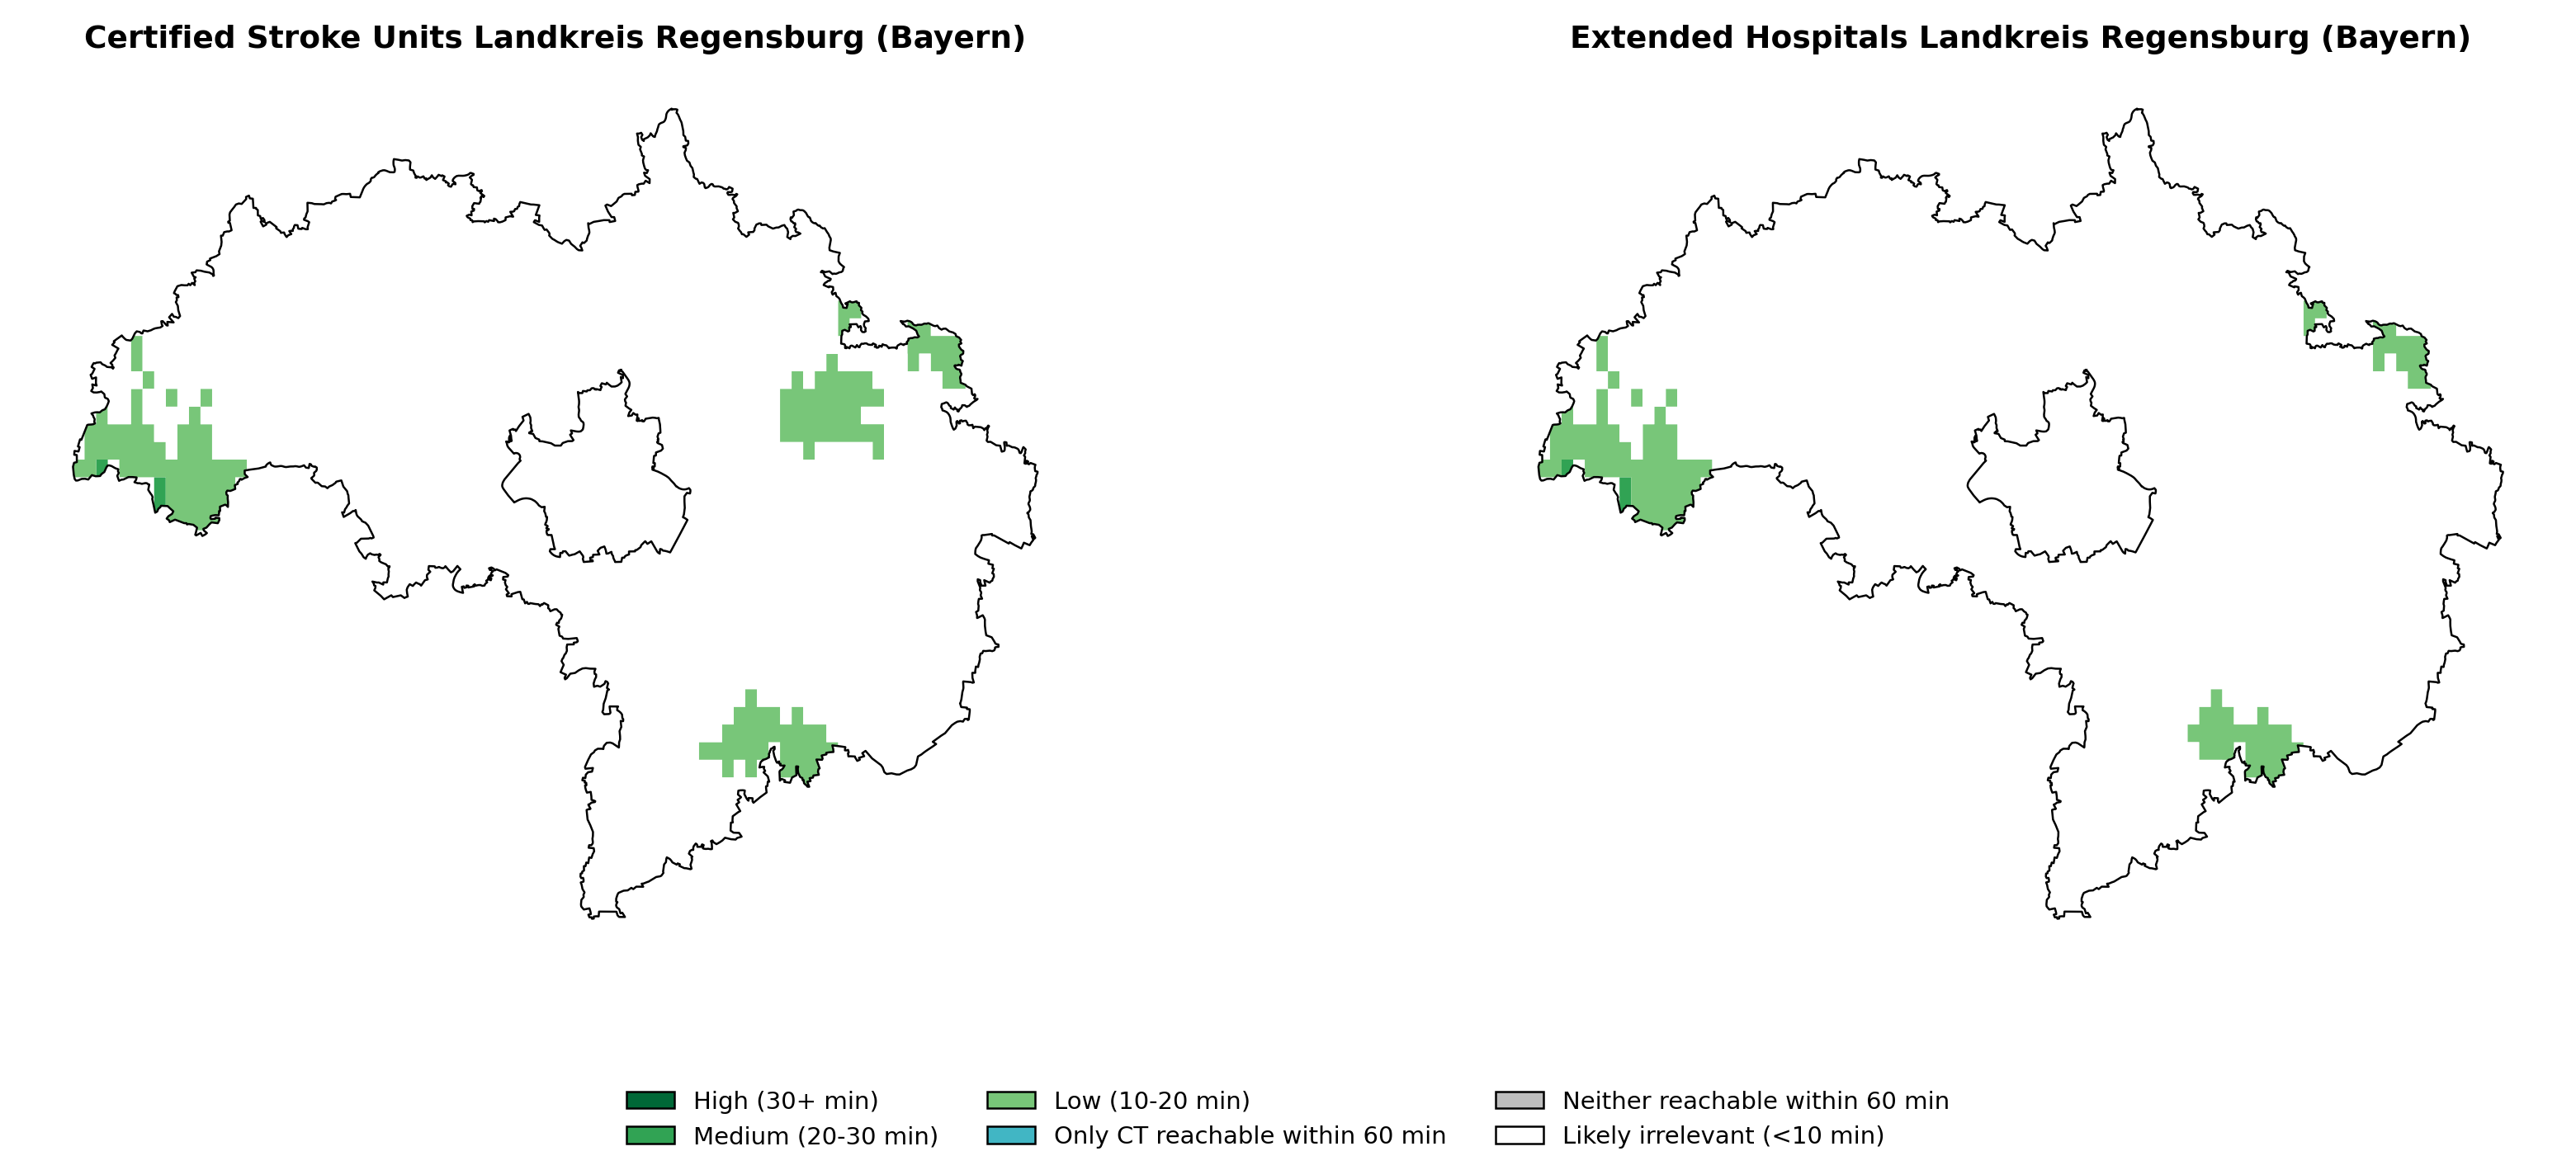 Certified Stroke Units Landkreis Regensburg (Bayern)
Extended Hospitals Landkreis Regensburg (Bayern)
High (30+ min)
Medium (20-30 min)
Low (10-20 min)
Only CT reachable within 60 min
Neither reachable within 60 min
Likely irrelevant (<10 min)